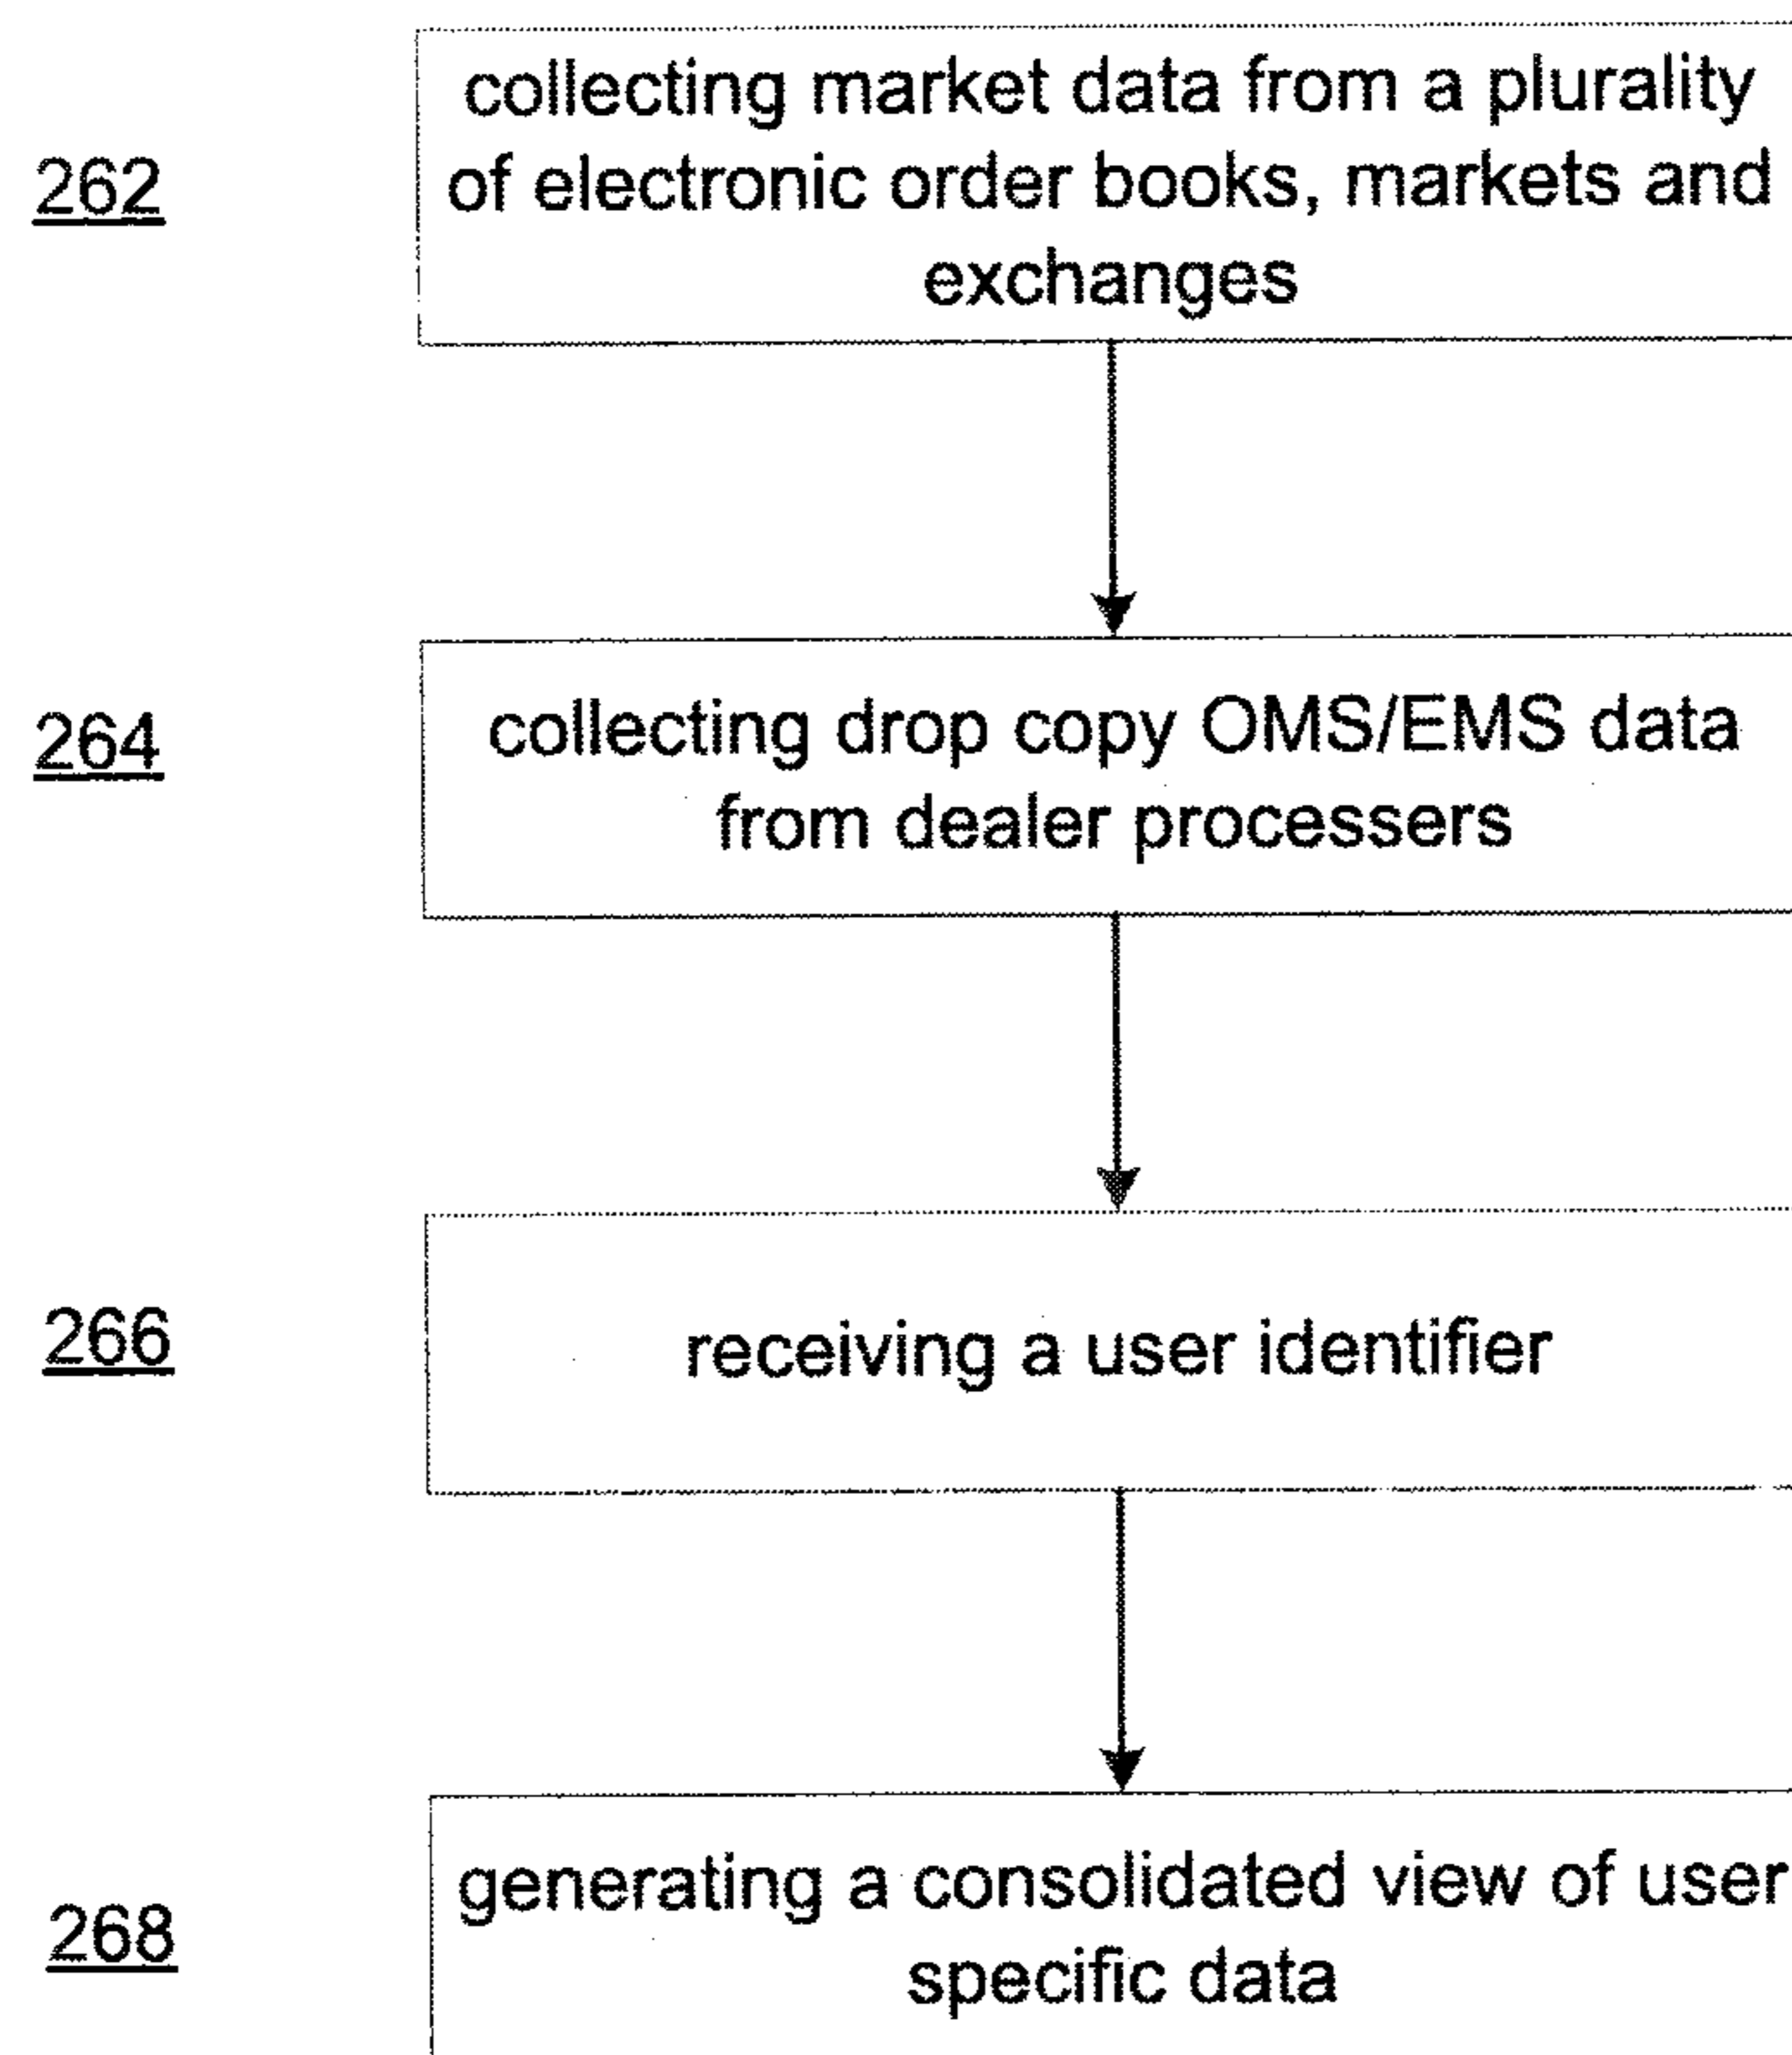 collecting market data from a plurality
262
of electronic order books, markets and
exchanges
264
collecting drop copy OMS/EMS data
from dealer processers
266
receiving a user identifier
generating a consolidated view of user
268
specific data